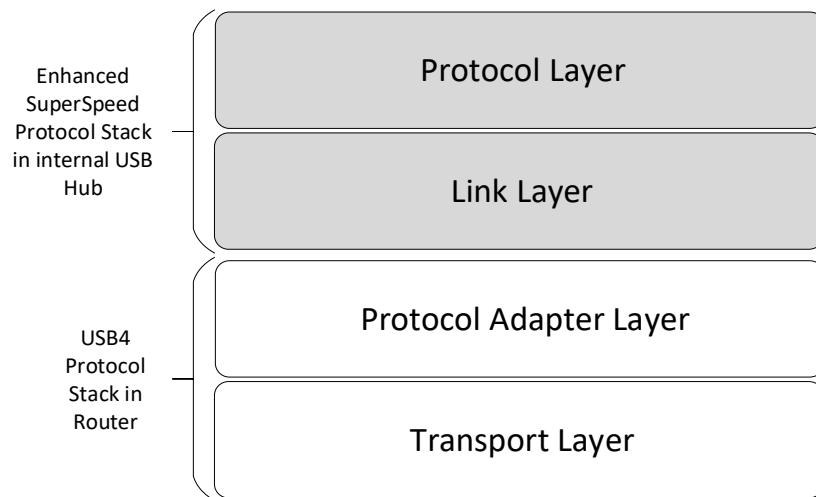 Enhanced
SuperSpeed
Protocol Stack
in internal USB
Hub
Protocol Layer
Link Layer
USB4
Protocol
Stack in
Router
Protocol Adapter Layer
Transport Layer